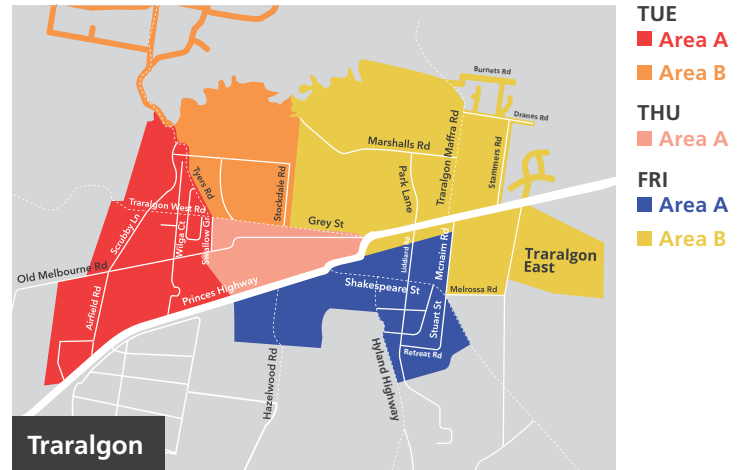 TUE
Area A
Area B
THU
Area A
FRI
Area A
Area B
Burnets Rd
Dranes Rd
Marshalls Rd
Traralgon Maffra Rd
Stammers Rd
Park Lane
Tyers Rd
Stockdale Rd
Traralgon West Rd
Grey St
Scrubby Ln
Wilga Ct
Swallow Gr
Liddiard Rd
Mcnairn Rd
Traralgon
East
Old Melbourne Rd
Princes Highway
Shakespeare St
Melrossa Rd
Airfield Rd
Stuart St
Retreat Rd
Hazelwood Rd
Hyland Highway
Traralgon